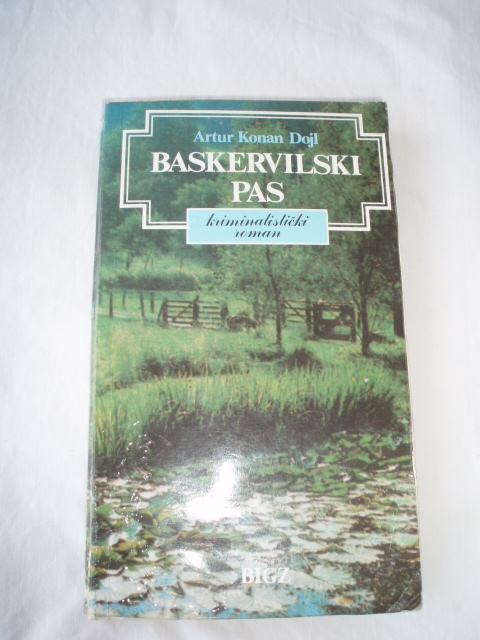 Artur Konan Dojl
BASKERVILSKI
PAS
kriminalistički
roman
BIGZ